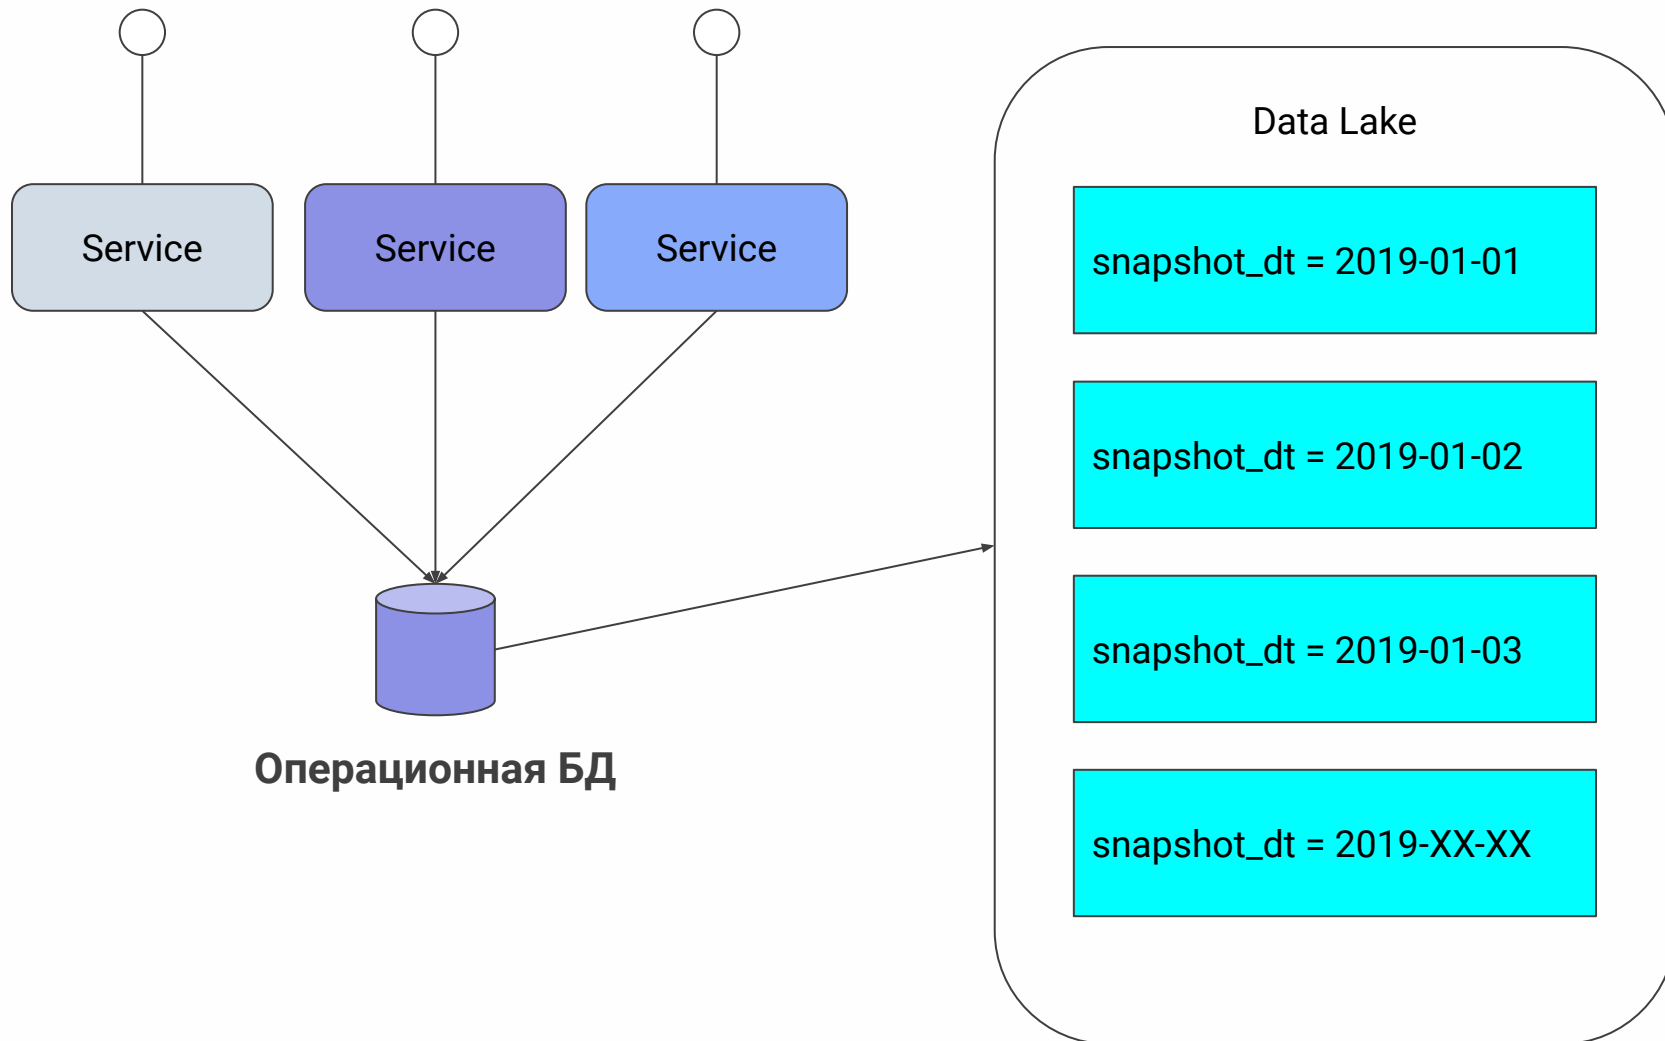 Service
Service
Service
Операционная БД
Data Lake
snapshot_dt = 2019-01-01
snapshot_dt = 2019-01-02
snapshot_dt = 2019-01-03
snapshot_dt = 2019-XX-XX